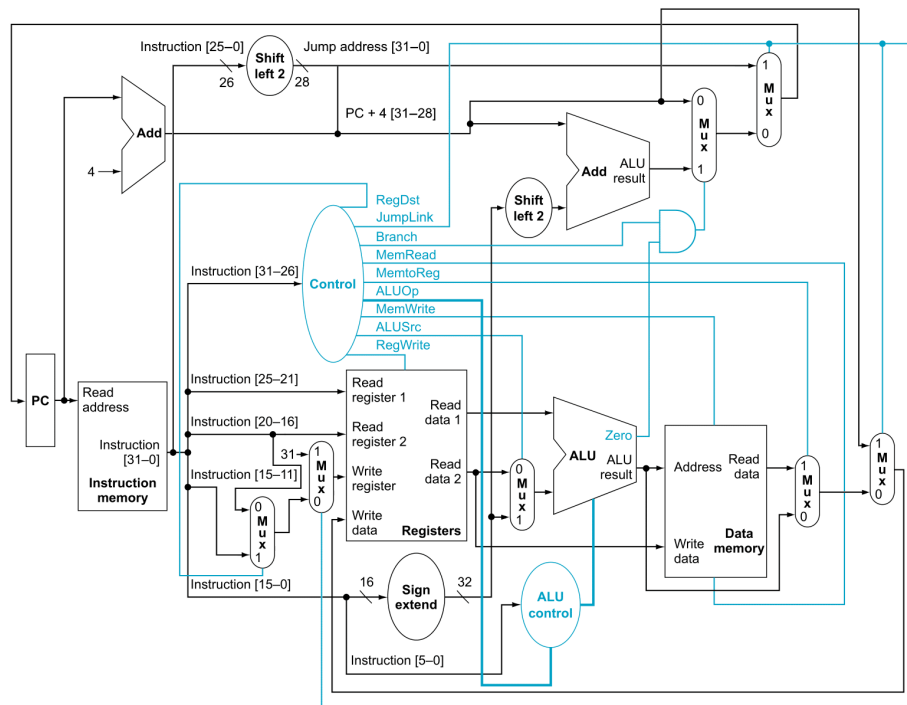 Instruction [25–0]
Jump address [31–0]
Shift
left 2
26
28
1
Mux
0
PC + 4 [31–28]
Add
4
0
Mux
1
Add
ALU
result
Shift
left 2
RegDst
JumpLink
Branch
MemRead
MemtoReg
ALUOp
MemWrite
ALUSrc
RegWrite
Instruction [31–26]
Control
PC
Read
address
Instruction
[31–0]
Instruction
memory
Instruction [25–21]
Instruction [20–16]
Instruction [15–11]
Instruction [15–0]
31
1
Mux
0
0
Mux
1
Read
register 1
Read
register 2
Write
register
Write
data
Read
data 1
Read
data 2
Registers
0
Mux
1
Zero
ALU
ALU
result
Address
Read
data
Write
data
Data
memory
1
Mux
0
1
Mux
0
16
Sign
extend
32
ALU
control
Instruction [5–0]